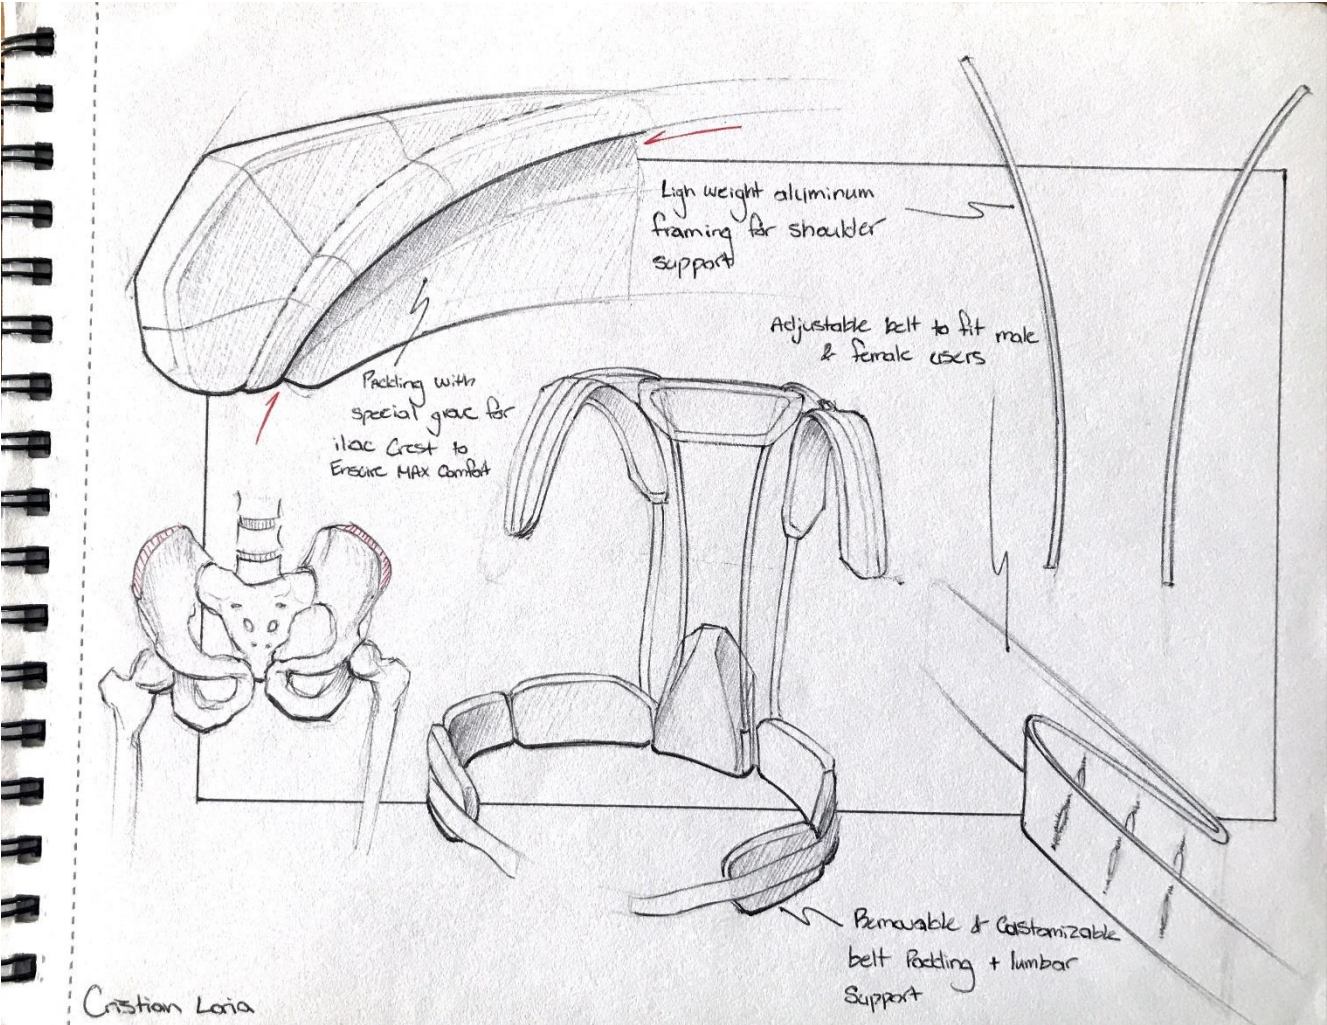 Ligh weight aluminum
framing for shoulder
support
Adjustable belt to fit male
& female users
Padding with
special grove for
iliac Crest to
Ensure MAX Comfort
Removable & Costomizable
belt Padding + lumbar
Support
Cristian Loria